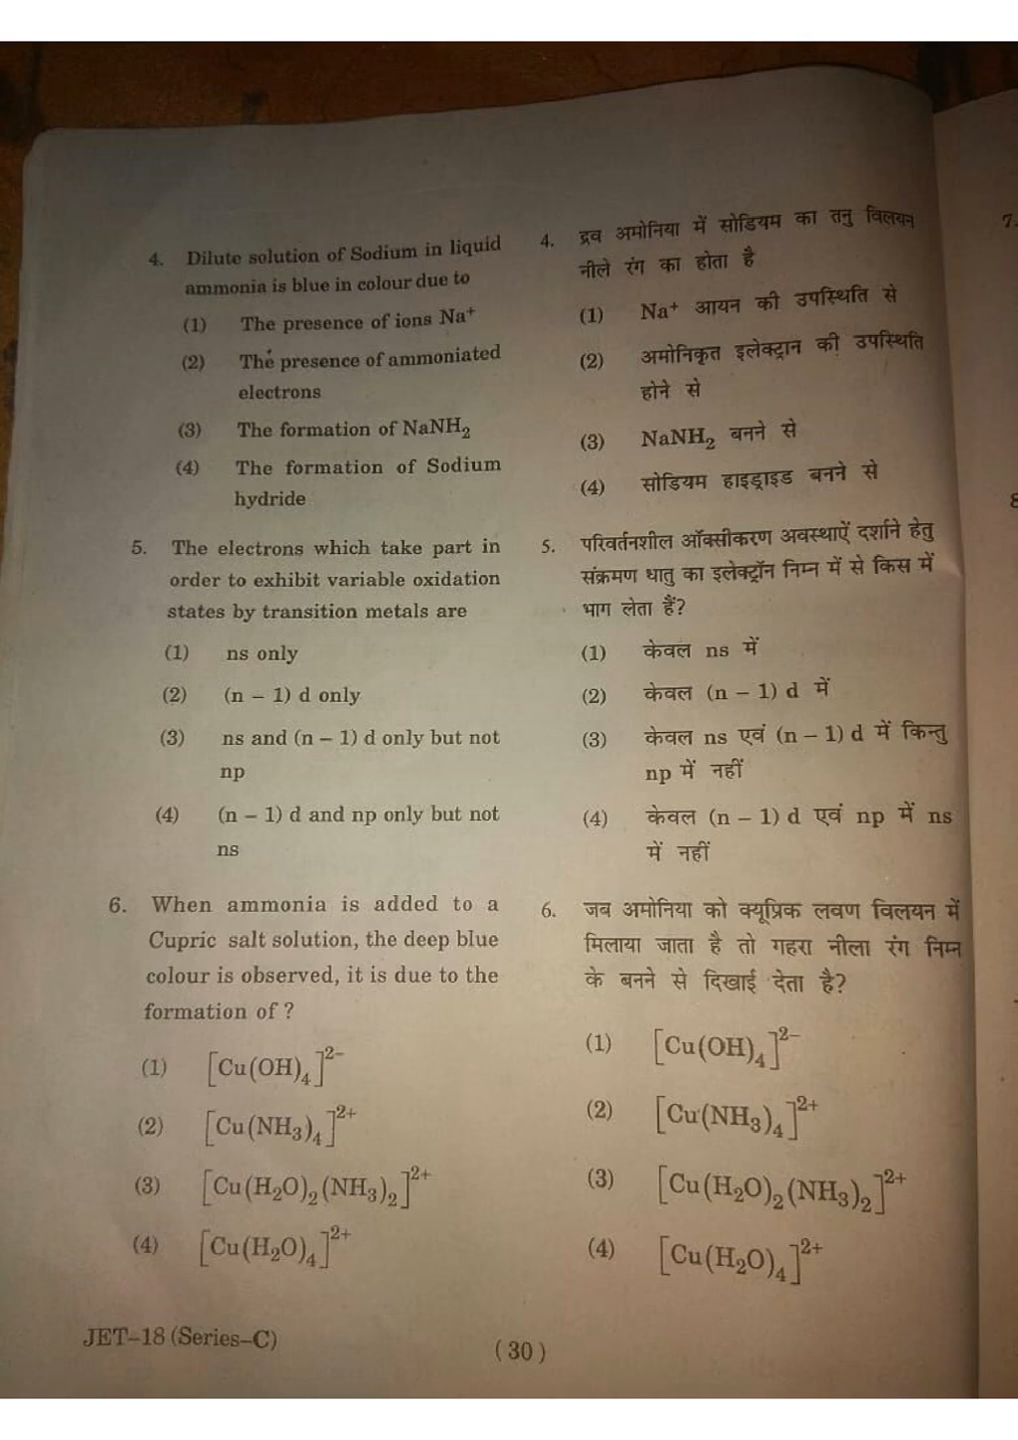 4. Dilute solution of Sodium in liquid
ammonia is blue in colour due to
(1) The presence of ions Na⁺
(2) The presence of ammoniated
electrons
(3) The formation of NaNH₂
(4) The formation of Sodium
hydride
5. The electrons which take part in
order to exhibit variable oxidation
states by transition metals are
(1) ns only
(2) (n – 1) d only
(3) ns and (n – 1) d only but not
np
(4) (n – 1) d and np only but not
ns
6. When ammonia is added to a
Cupric salt solution, the deep blue
colour is observed, it is due to the
formation of ?
(1) [Cu(OH)₄]²⁻
(2) [Cu(NH₃)₄]²⁺
(3) [Cu(H₂O)₂(NH₃)₂]²⁺
(4) [Cu(H₂O)₄]²⁺
4. द्रव अमोनिया में सोडियम का तनु विलयन
नीले रंग का होता है
(1) Na⁺ आयन की उपस्थिति से
(2) अमोनिकृत इलेक्ट्रान की उपस्थिति
होने से
(3) NaNH₂ बनने से
(4) सोडियम हाइड्राइड बनने से
5. परिवर्तनशील ऑक्सीकरण अवस्थाऐं दर्शाने हेतु
संक्रमण धातु का इलेक्ट्रॉन निम्न में से किस में
भाग लेता हैं?
(1) केवल ns में
(2) केवल (n – 1) d में
(3) केवल ns एवं (n – 1) d में किन्तु
np में नहीं
(4) केवल (n – 1) d एवं np में ns
में नहीं
6. जब अमोनिया को क्यूप्रिक लवण विलयन में
मिलाया जाता है तो गहरा नीला रंग निम्न
के बनने से दिखाई देता है?
(1) [Cu(OH)₄]²⁻
(2) [Cu(NH₃)₄]²⁺
(3) [Cu(H₂O)₂(NH₃)₂]²⁺
(4) [Cu(H₂O)₄]²⁺
7.
JET–18 (Series–C)
( 30 )